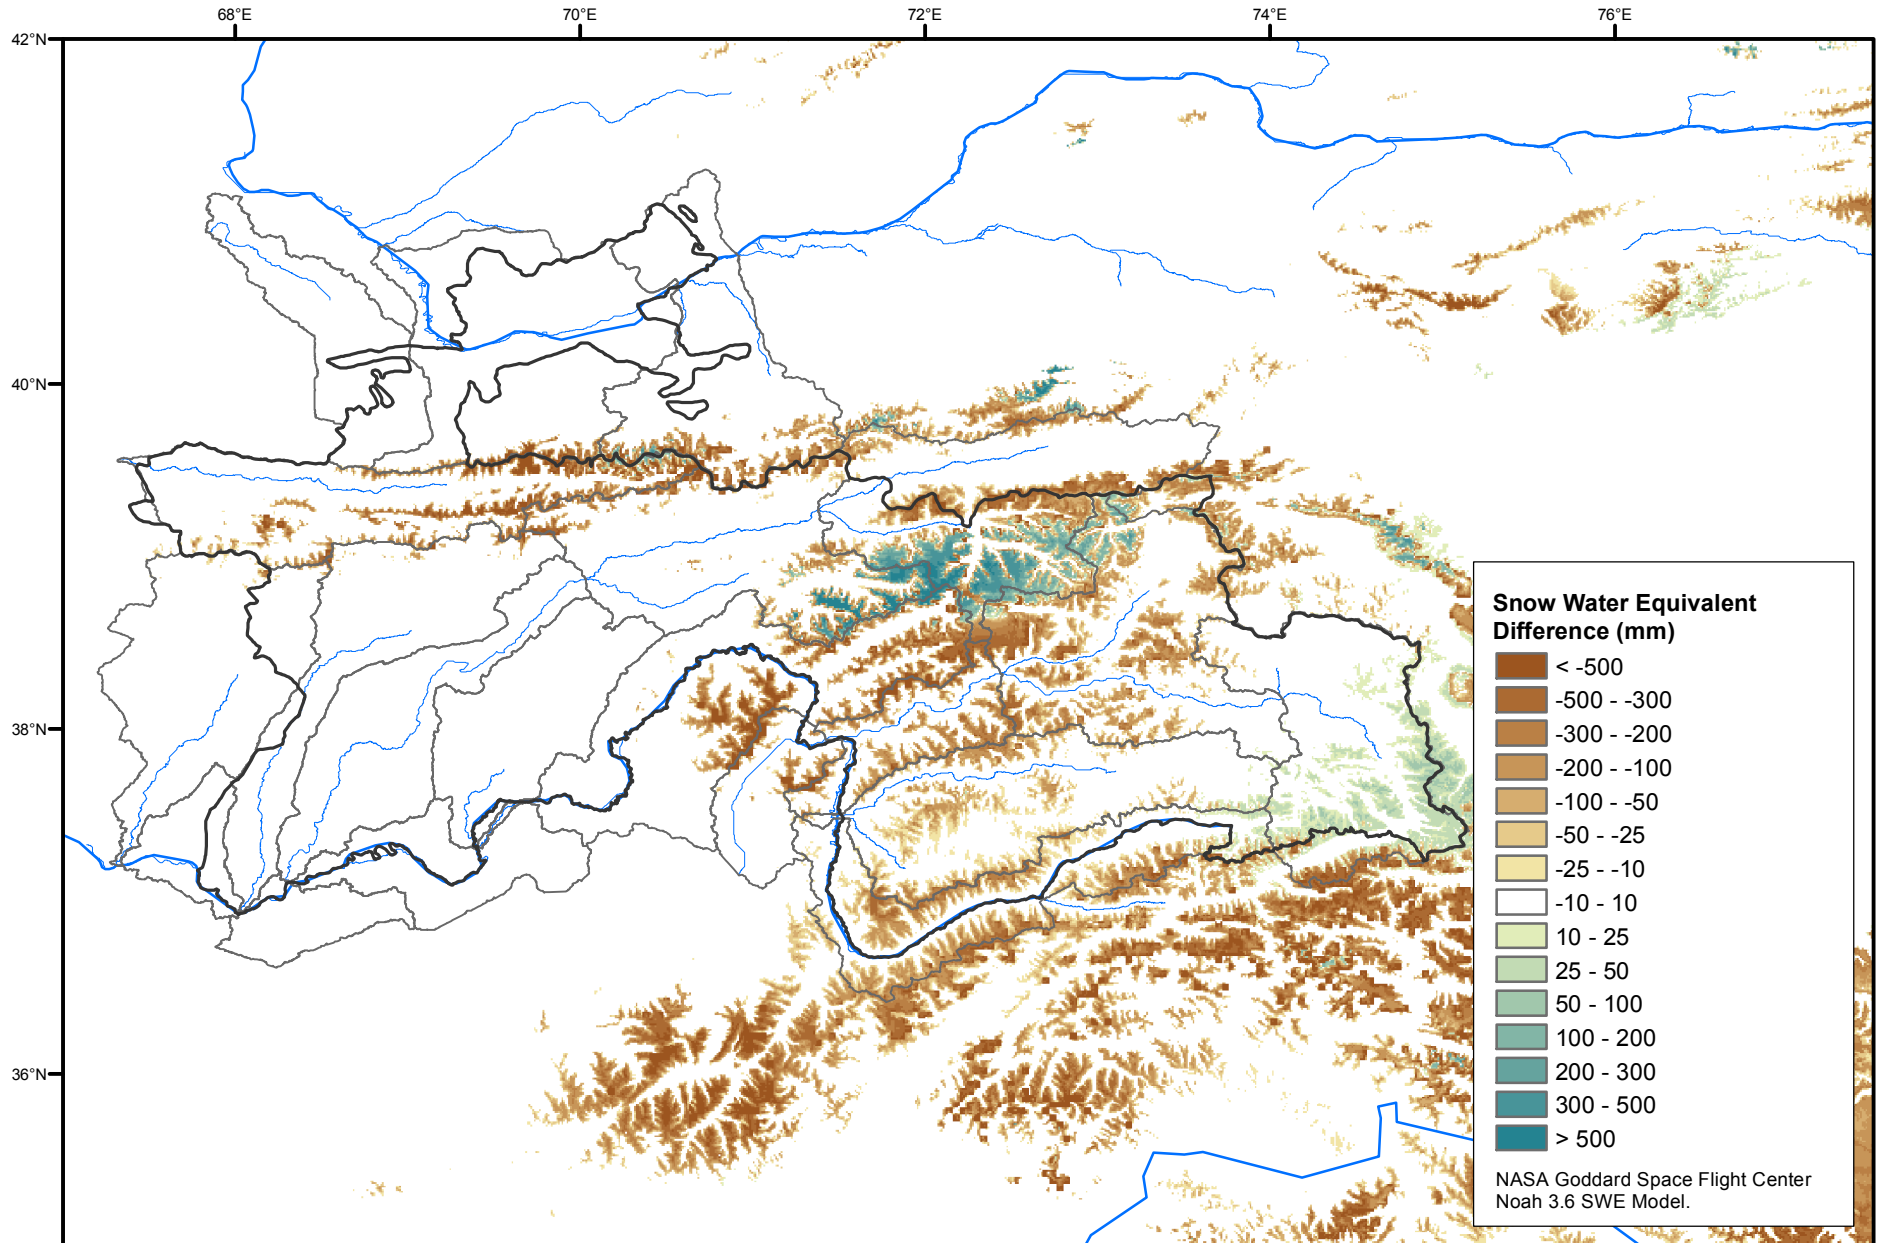 68°E
70°E
72°E
74°E
76°E
42°N
40°N
38°N
36°N
Snow Water Equivalent
Difference (mm)
< -500
-500 - -300
-300 - -200
-200 - -100
-100 - -50
-50 - -25
-25 - -10
-10 - 10
10 - 25
25 - 50
50 - 100
100 - 200
200 - 300
300 - 500
> 500
NASA Goddard Space Flight Center
Noah 3.6 SWE Model.